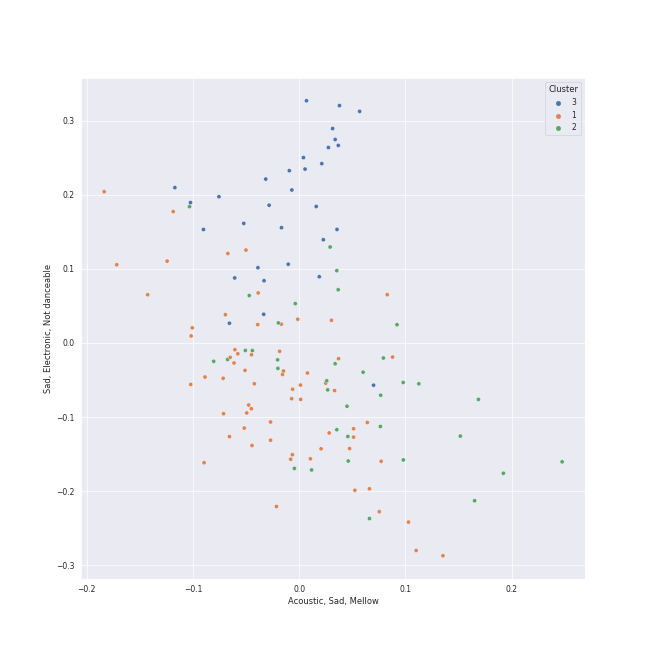 Cluster
3
1
2
0.3
0.2
0.1
0.0
−0.1
−0.2
−0.3
Sad, Electronic, Not danceable
−0.2 −0.1 0.0 0.1 0.2
Acoustic, Sad, Mellow